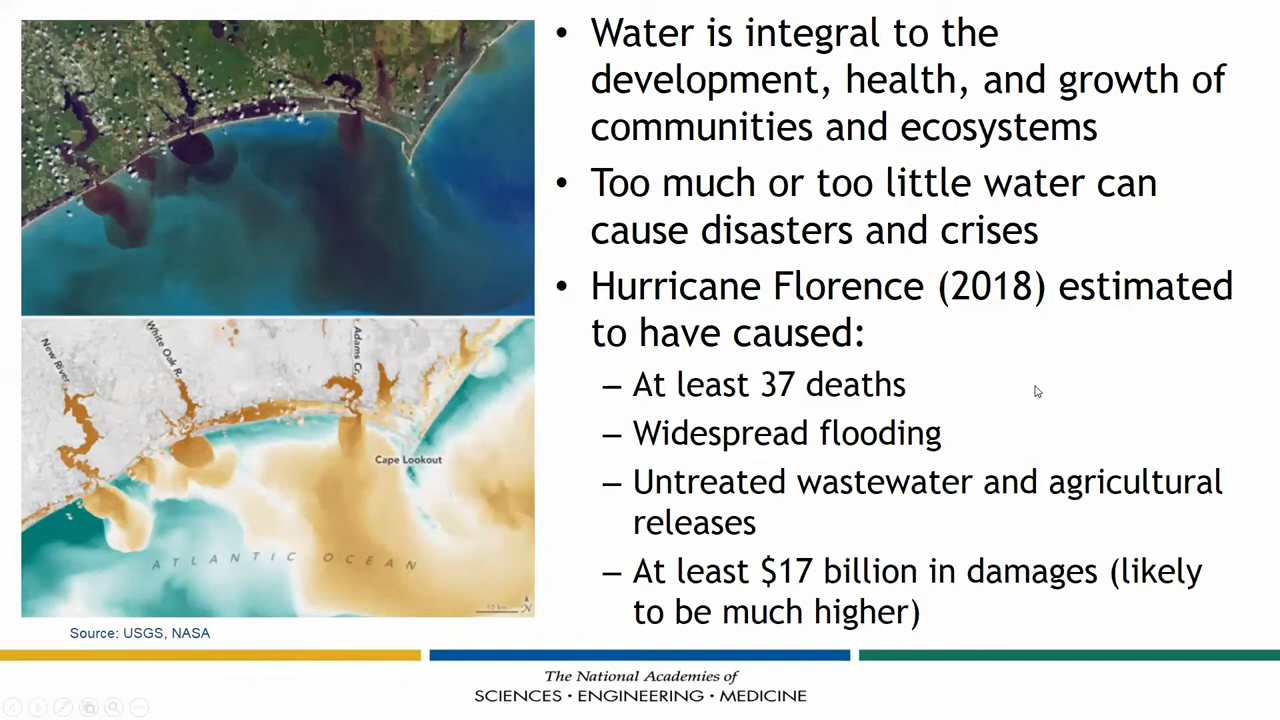 • Water is integral to the
development, health, and growth of
communities and ecosystems
• Too much or too little water can
cause disasters and crises
• Hurricane Florence (2018) estimated
to have caused:
– At least 37 deaths
– Widespread flooding
– Untreated wastewater and agricultural
releases
– At least $17 billion in damages (likely
to be much higher)
New River
White Oak R.
Adams Cr.
Cape Lookout
ATLANTIC OCEAN
10 km
N
Source: USGS, NASA
The National Academies of
SCIENCES · ENGINEERING · MEDICINE